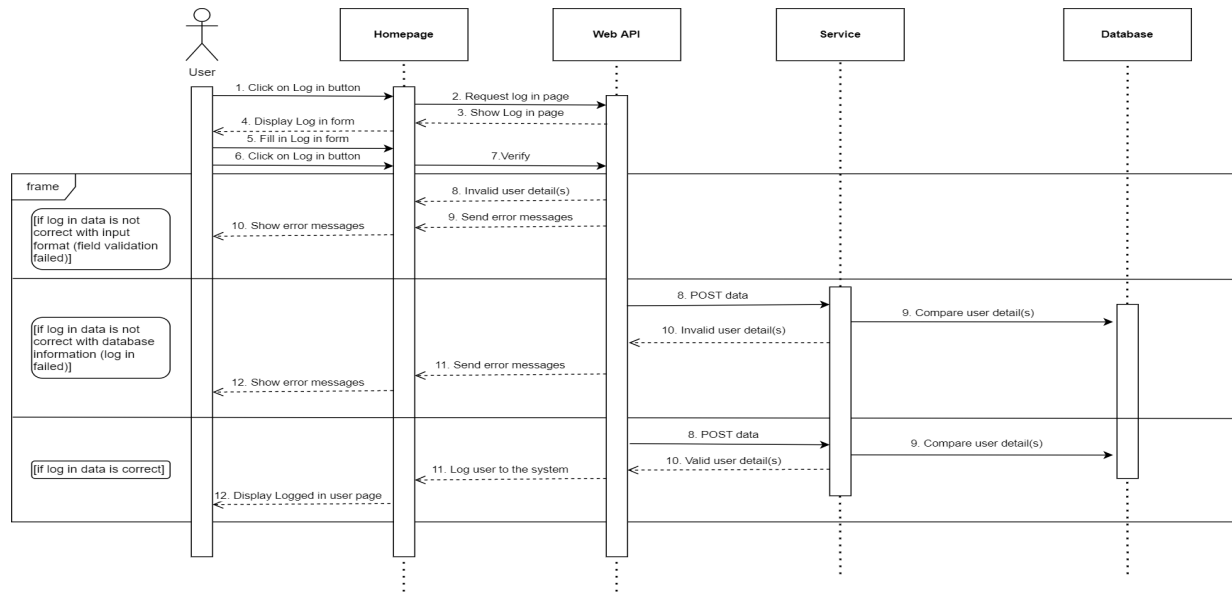 Homepage
Web API
Service
Database
User
1. Click on Log in button
2. Request log in page
3. Show Log in page
4. Display Log in form
5. Fill in Log in form
6. Click on Log in button
7.Verify
frame
8. Invalid user detail(s)
[if log in data is not
correct with input
format (field validation
failed)]
9. Send error messages
10. Show error messages
8. POST data
9. Compare user detail(s)
[if log in data is not
correct with database
information (log in
failed)]
10. Invalid user detail(s)
11. Send error messages
12. Show error messages
8. POST data
9. Compare user detail(s)
[if log in data is correct]
10. Valid user detail(s)
11. Log user to the system
12. Display Logged in user page